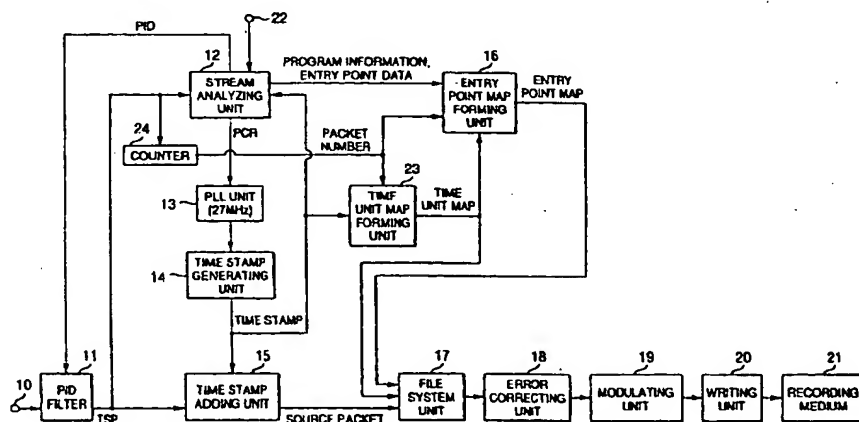 PID
22
12
STREAM
ANALYZING
UNIT
PROGRAM INFORMATION,
ENTRY POINT DATA
16
ENTRY
POINT MAP
FORMING
UNIT
ENTRY
POINT MAP
24
COUNTER
PCR
PACKET
NUMBER
13
PLL UNIT
(27MHz)
23
TIME
UNIT MAP
FORMING
UNIT
TIME
UNIT MAP
14
TIME STAMP
GENERATING
UNIT
TIME STAMP
10
11
PID
FILTER
TSP
15
TIME STAMP
ADDING UNIT
SOURCE PACKET
17
FILE
SYSTEM
UNIT
18
ERROR
CORRECTING
UNIT
19
MODULATING
UNIT
20
WRITING
UNIT
21
RECORDING
MEDIUM